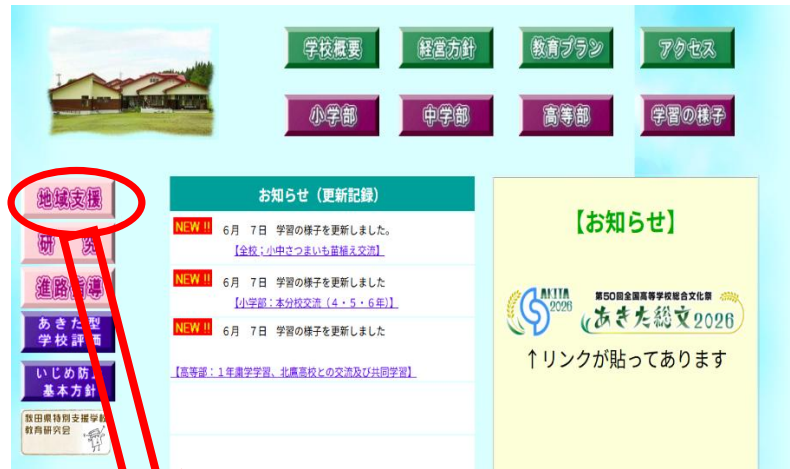 学校概要
経営方針
教育プラン
アクセス
小学部
中学部
高等部
学習の様子
地域支援
研 究
進路指導
あきた型
学校評価
いじめ防止
基本方針
秋田県特別支援学校
教育研究会
お知らせ（更新記録）
NEW !! 6月 7日 学習の様子を更新しました。
【全校；小中さつまいも苗植え交流】
NEW !! 6月 7日 学習の様子を更新しました
【小学部：本分校交流（４・５・６年）】
NEW !! 6月 7日 学習の様子を更新しました
【高等部：１年粛学学習、北鷹高校との交流及び共同学習】
【お知らせ】
AKITA
2026
第50回全国高等学校総合文化祭
あきた総文2026
↑リンクが貼ってあります